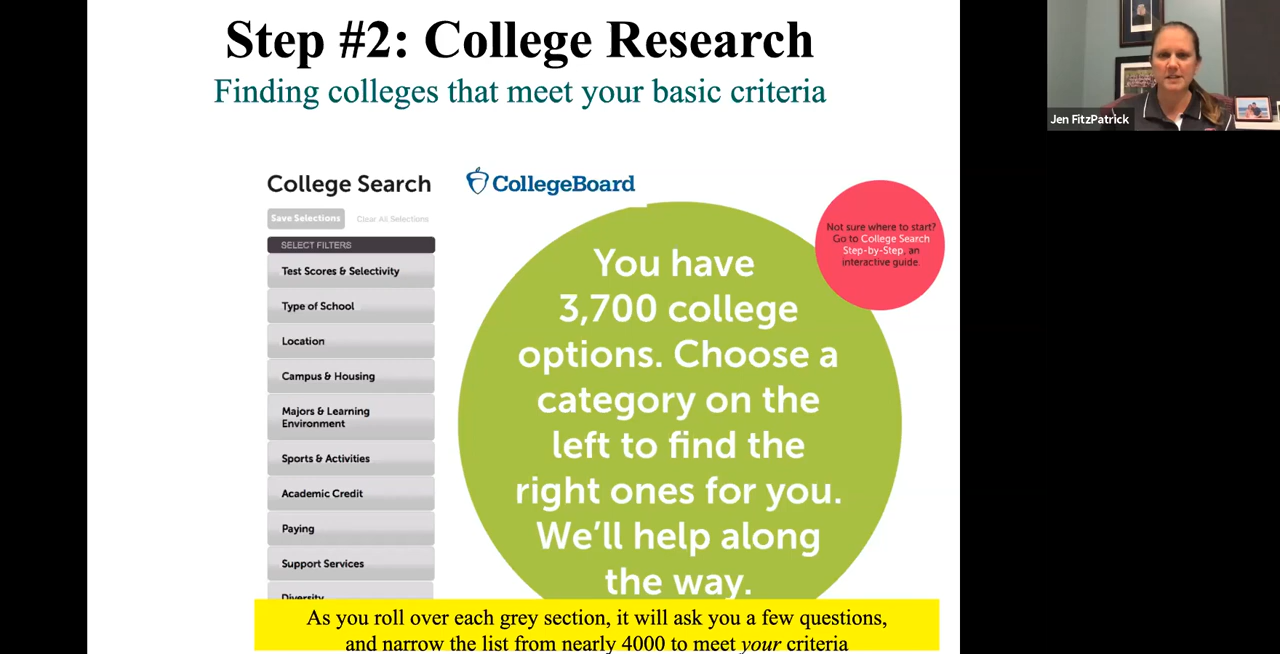 Step #2: College Research
Finding colleges that meet your basic criteria
Jen FitzPatrick
College Search
CollegeBoard
Save Selections
Clear All Selections
SELECT FILTERS
Test Scores & Selectivity
Type of School
Location
Campus & Housing
Majors & Learning
Environment
Sports & Activities
Academic Credit
Paying
Support Services
Diversity
You have
3,700 college
options. Choose a
category on the
left to find the
right ones for you.
We'll help along
the way.
Not sure where to start?
Go to College Search
Step-by-Step, an
interactive guide.
As you roll over each grey section, it will ask you a few questions,
and narrow the list from nearly 4000 to meet your criteria